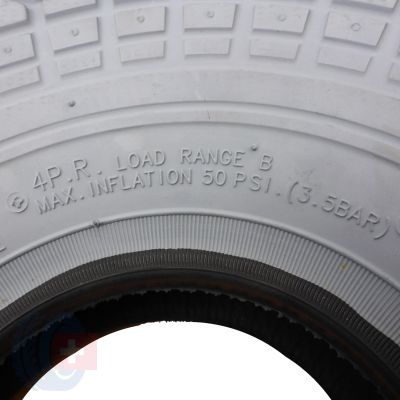 4P.R. LOAD RANGE B
MAX. INFLATION 50 PSI. (3.5BAR)